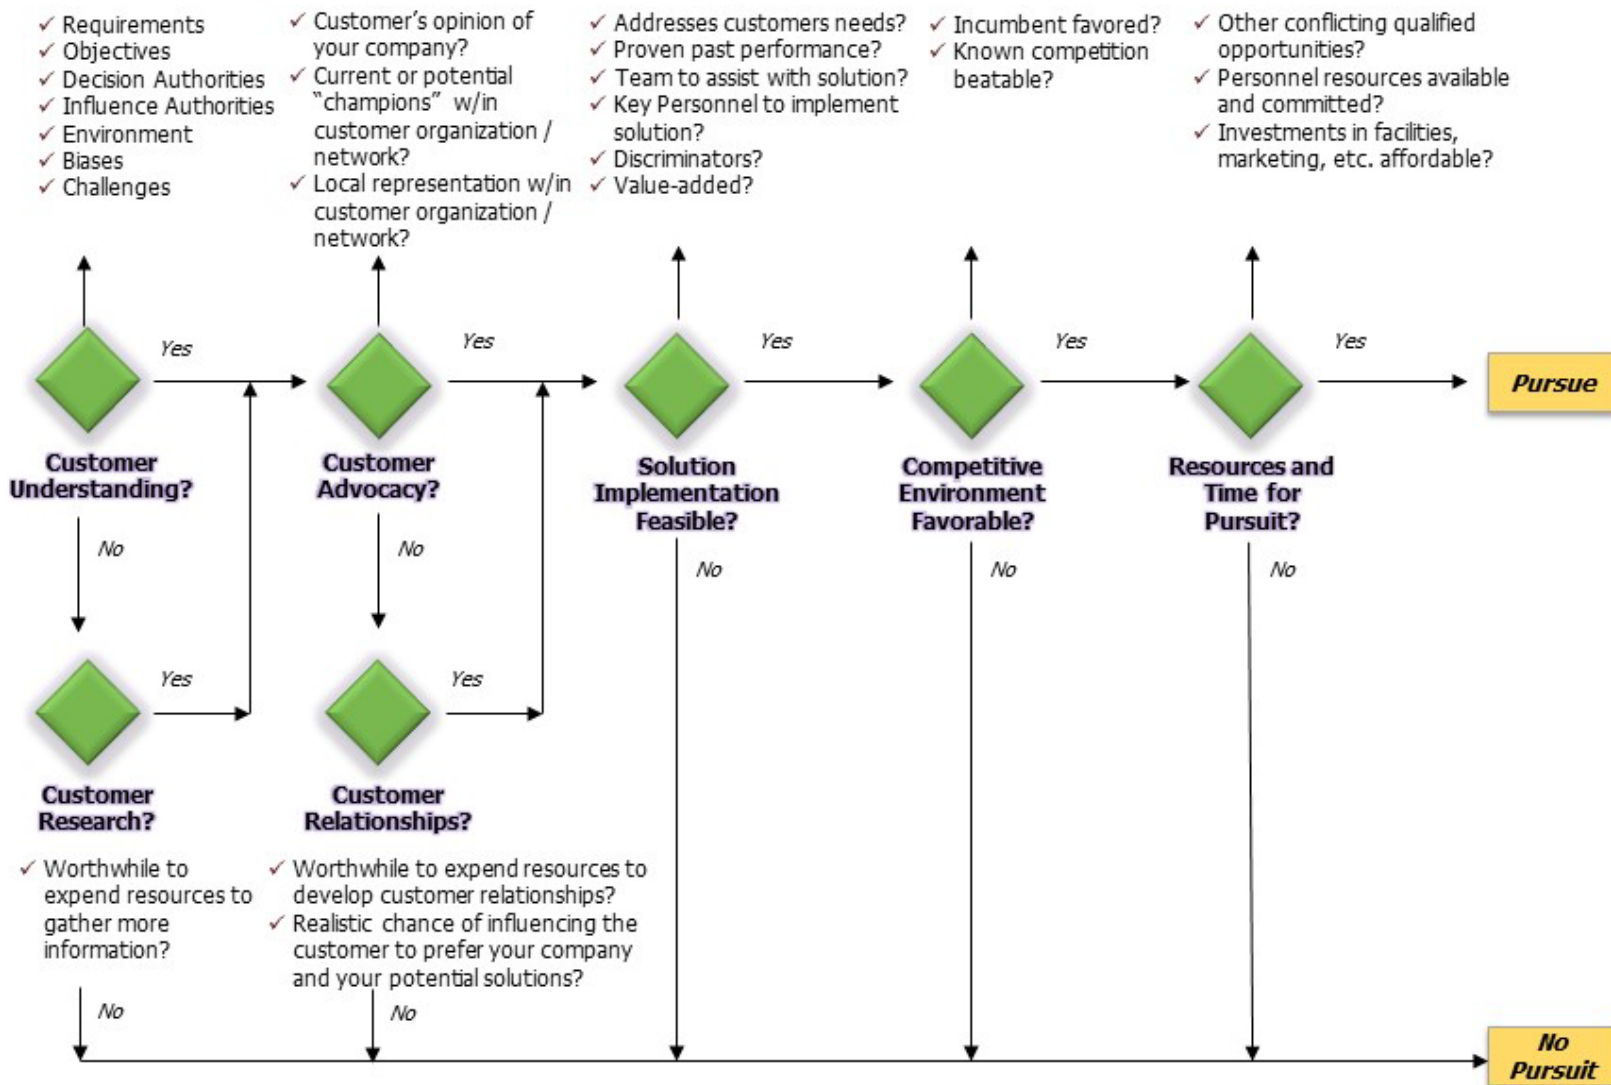 ✓ Requirements
✓ Objectives
✓ Decision Authorities
✓ Influence Authorities
✓ Environment
✓ Biases
✓ Challenges
✓ Customer's opinion of
your company?
✓ Current or potential
"champions" w/in
customer organization /
network?
✓ Local representation w/in
customer organization /
network?
✓ Addresses customers needs?
✓ Proven past performance?
✓ Team to assist with solution?
✓ Key Personnel to implement
solution?
✓ Discriminators?
✓ Value-added?
✓ Incumbent favored?
✓ Known competition
beatable?
✓ Other conflicting qualified
opportunities?
✓ Personnel resources available
and committed?
✓ Investments in facilities,
marketing, etc. affordable?
Yes
Yes
Yes
Yes
Yes
Pursue
Customer
Understanding?
Customer
Advocacy?
Solution
Implementation
Feasible?
Competitive
Environment
Favorable?
Resources and
Time for
Pursuit?
No
No
No
No
No
Yes
Yes
Customer
Research?
Customer
Relationships?
✓ Worthwhile to
expend resources to
gather more
information?
✓ Worthwhile to expend resources to
develop customer relationships?
✓ Realistic chance of influencing the
customer to prefer your company
and your potential solutions?
No
No
No
Pursuit